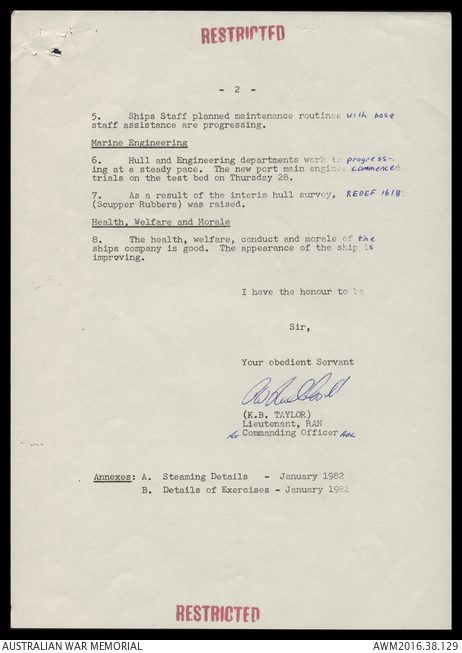 RESTRICTED
- 2 -
5. Ships Staff planned maintenance routines with base
staff assistance are progressing.
Marine Engineering
6. Hull and Engineering departments work is progress-
ing at a steady pace. The new port main engine commenced
trials on the test bed on Thursday 28.
7. As a result of the interim hull survey, REDEF 1618
(Scupper Rubbers) was raised.
Health, Welfare and Morale
8. The health, welfare, conduct and morale of the
ships company is good. The appearance of the ship is
improving.
I have the honour to be
Sir,
Your obedient Servant
(K.B. TAYLOR)
Lieutenant, RAN
for Commanding Officer
Annexes: A. Steaming Details - January 1982
B. Details of Exercises - January 1982
RESTRICTED
AUSTRALIAN WAR MEMORIAL AWM2016.38.129